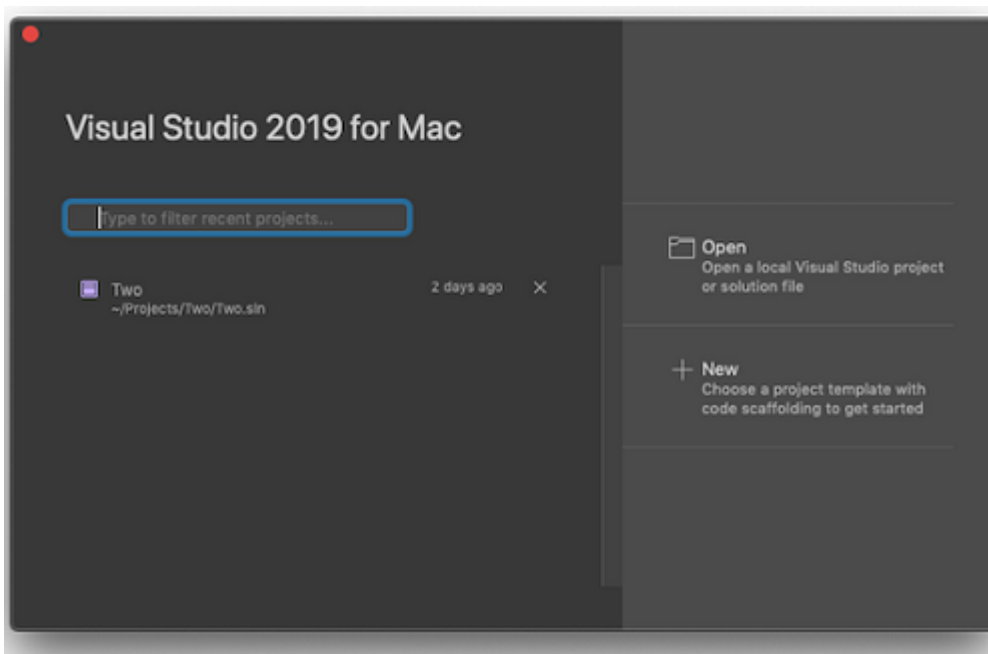 Visual Studio 2019 for Mac
Type to filter recent projects...
Two
2 days ago
~/Projects/Two/Two.sln
Open
Open a local Visual Studio project
or solution file
New
Choose a project template with
code scaffolding to get started